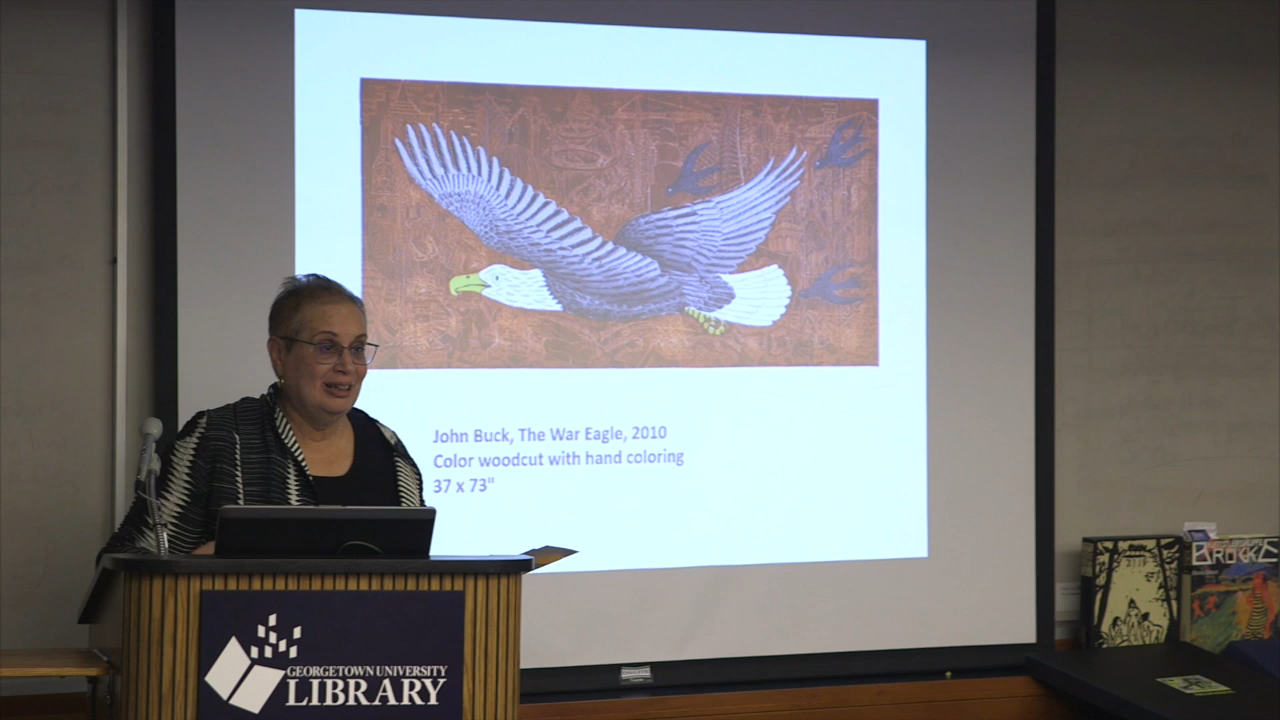 John Buck, The War Eagle, 2010
Color woodcut with hand coloring
37 x 73"
GEORGETOWN UNIVERSITY
LIBRARY